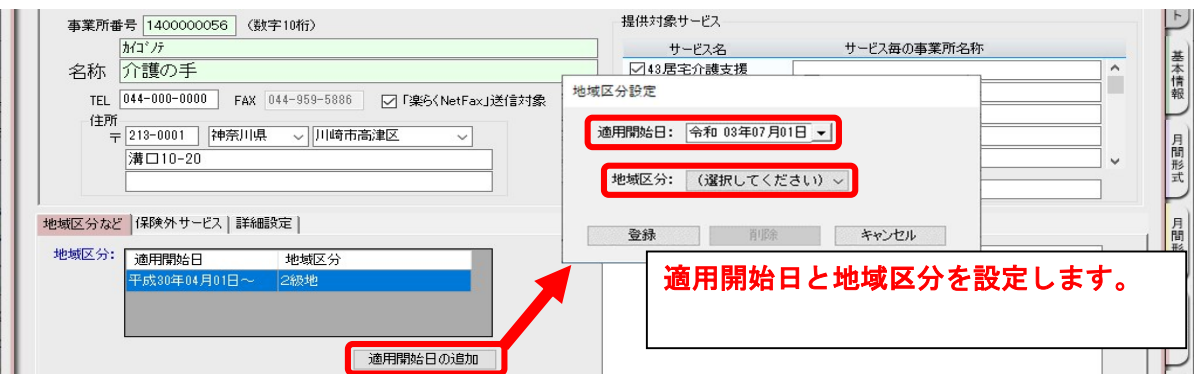 事業所番号 1400000056 (数字10桁)
ｶｲｺﾞﾉﾃ
名称 介護の手
TEL 044-000-0000 FAX 044-959-5886 「楽らくNetFax」送信対象
住所
〒 213-0001 神奈川県 川崎市高津区
溝口10-20
提供対象サービス
サービス名 サービス毎の事業所名称
43居宅介護支援
地域区分設定
適用開始日: 令和 03年07月01日
地域区分: (選択してください)
登録 削除 キャンセル
地域区分など 保険外サービス 詳細設定
地域区分: 適用開始日 地域区分
平成30年04月01日～ 2級地
適用開始日の追加
適用開始日と地域区分を設定します。
ト
基本情報
月間形式
月間形